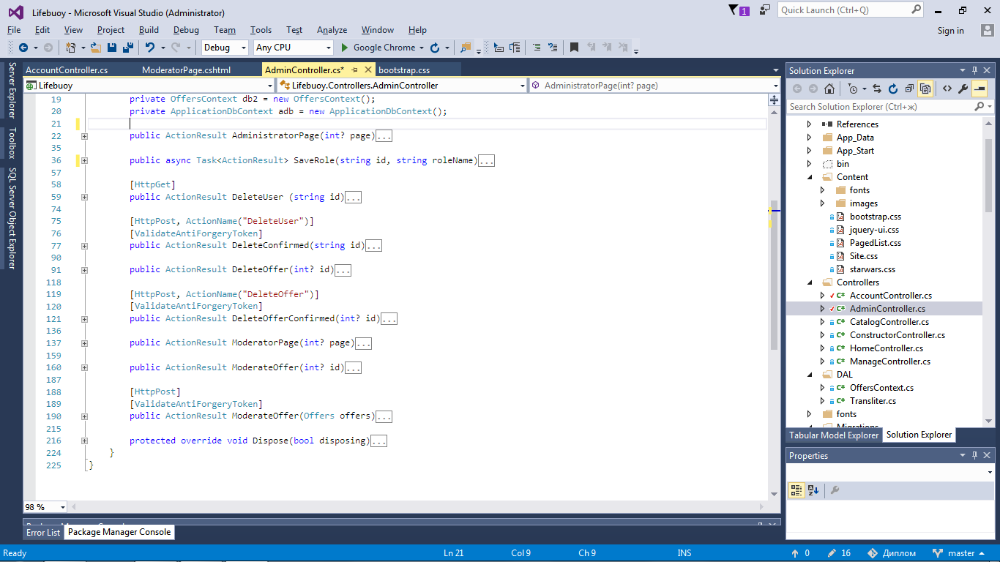 Lifebuoy - Microsoft Visual Studio (Administrator)
1
Quick Launch (Ctrl+Q)
File Edit View Project Build Debug Team Tools Test Analyze Window Help
Sign in
Debug Any CPU Google Chrome
Server Explorer
Toolbox
SQL Server Object Explorer
AccountController.cs ModeratorPage.cshtml AdminController.cs* bootstrap.css
Lifebuoy Lifebuoy.Controllers.AdminController AdministratorPage(int? page)
19 private OffersContext db2 = new OffersContext();
20 private ApplicationDbContext adb = new ApplicationDbContext();
21
22 public ActionResult AdministratorPage(int? page)...
35
36 public async Task<ActionResult> SaveRole(string id, string roleName)...
57
58 [HttpGet]
59 public ActionResult DeleteUser (string id)...
74
75 [HttpPost, ActionName("DeleteUser")]
76 [ValidateAntiForgeryToken]
77 public ActionResult DeleteConfirmed(string id)...
90
91 public ActionResult DeleteOffer(int? id)...
118
119 [HttpPost, ActionName("DeleteOffer")]
120 [ValidateAntiForgeryToken]
121 public ActionResult DeleteOfferConfirmed(int? id)...
136
137 public ActionResult ModeratorPage(int? page)...
159
160 public ActionResult ModerateOffer(int? id)...
187
188 [HttpPost]
189 [ValidateAntiForgeryToken]
190 public ActionResult ModerateOffer(Offers offers)...
215
216 protected override void Dispose(bool disposing)...
224 }
225 }
98 %
Error List Package Manager Console
Solution Explorer
Search Solution Explorer (Ctrl+ж)
References
App_Data
App_Start
bin
Content
fonts
images
bootstrap.css
jquery-ui.css
PagedList.css
Site.css
starwars.css
Controllers
C# AccountController.cs
C# AdminController.cs
C# CatalogController.cs
C# ConstructorController.cs
C# HomeController.cs
C# ManageController.cs
DAL
C# OffersContext.cs
C# Transliter.cs
fonts
Migrations
Tabular Model Explorer Solution Explorer
Properties
Ready Ln 21 Col 9 Ch 9 INS 0 16 Диплом master